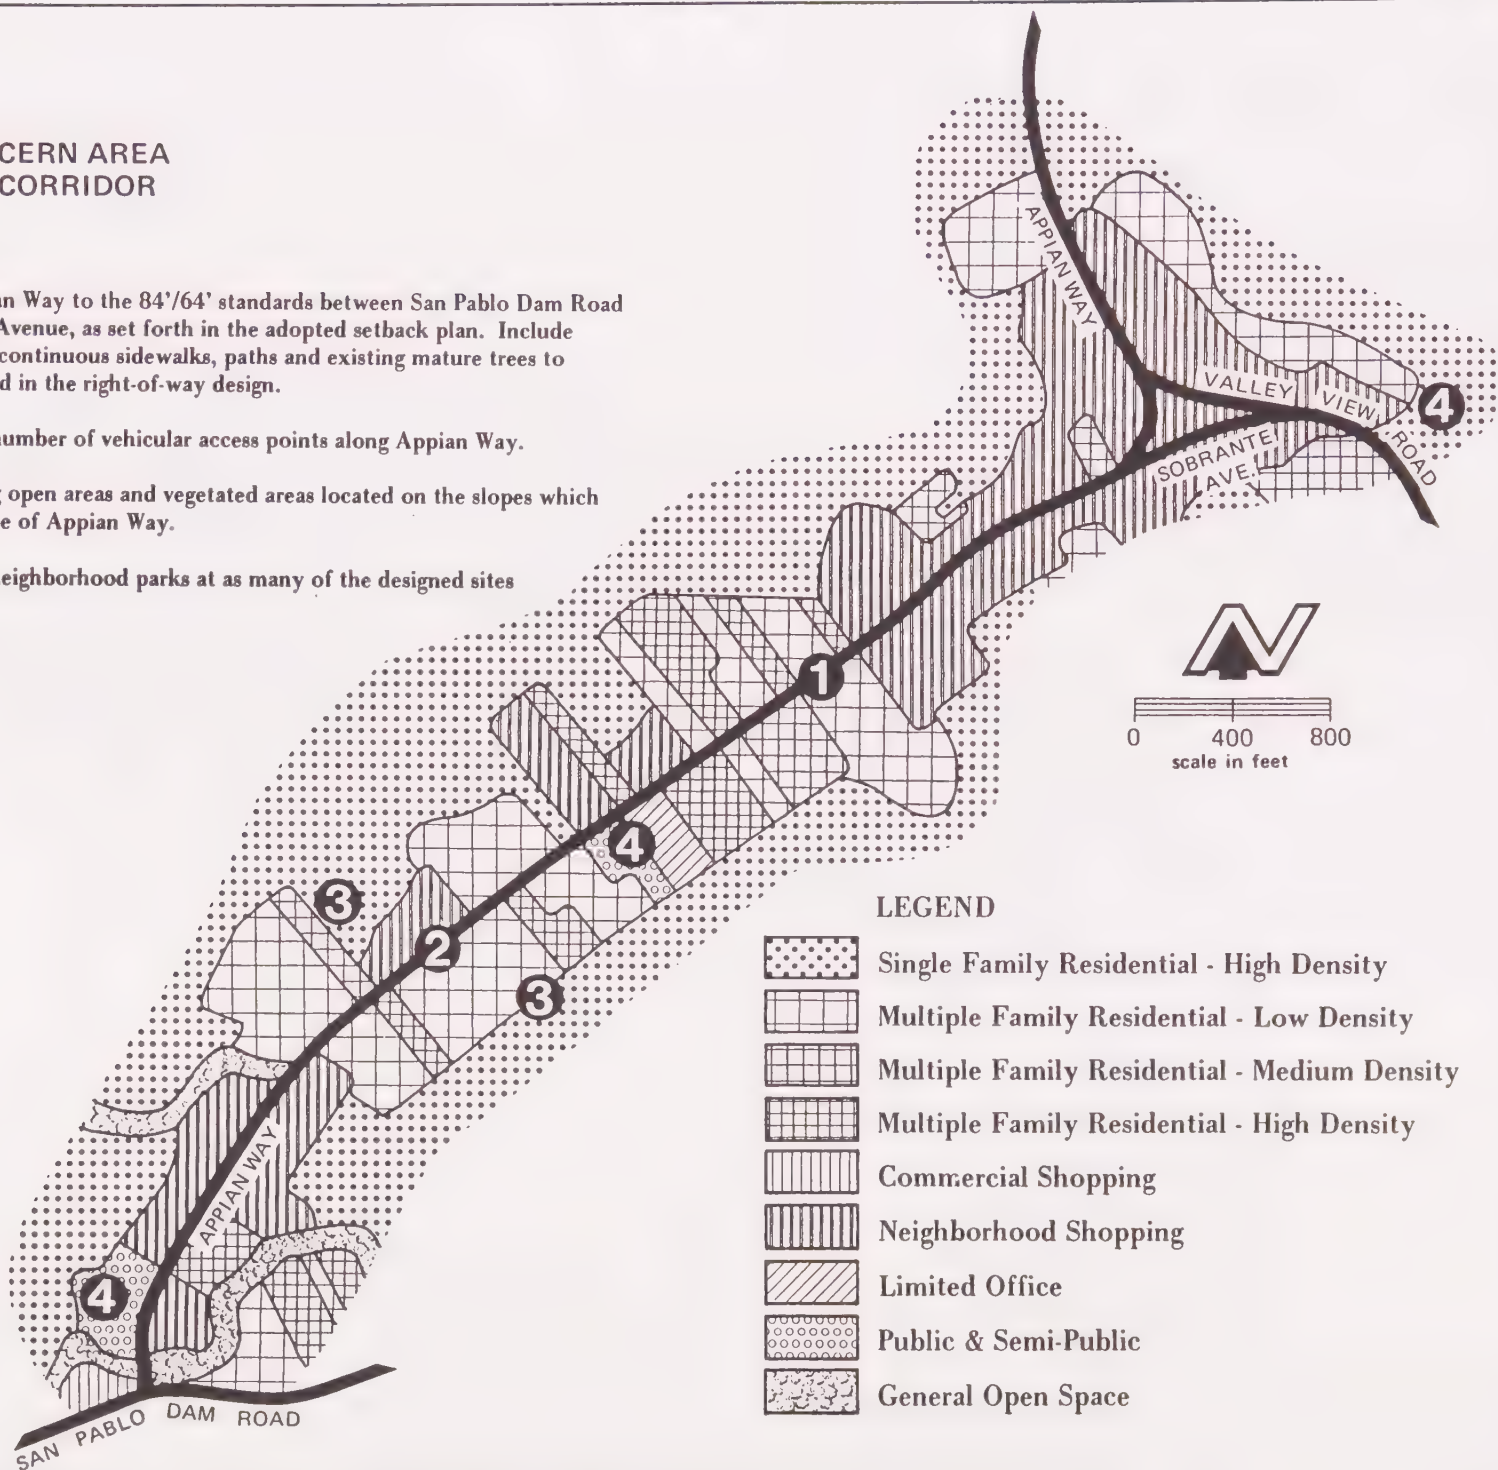 CERN AREA
CORRIDOR
n Way to the 84'/64' standards between San Pablo Dam Road
Avenue, as set forth in the adopted setback plan. Include
continuous sidewalks, paths and existing mature trees to
d in the right-of-way design.
number of vehicular access points along Appian Way.
open areas and vegetated areas located on the slopes which
e of Appian Way.
eighborhood parks at as many of the designed sites
APPIAN WAY
VALLEY VIEW ROAD
4
SOBRANTE
AVE.
1
N
0 400 800
scale in feet
4
3
2
3
APPIAN WAY
4
SAN PABLO DAM ROAD
LEGEND
Single Family Residential - High Density
Multiple Family Residential - Low Density
Multiple Family Residential - Medium Density
Multiple Family Residential - High Density
Commercial Shopping
Neighborhood Shopping
Limited Office
Public & Semi-Public
General Open Space